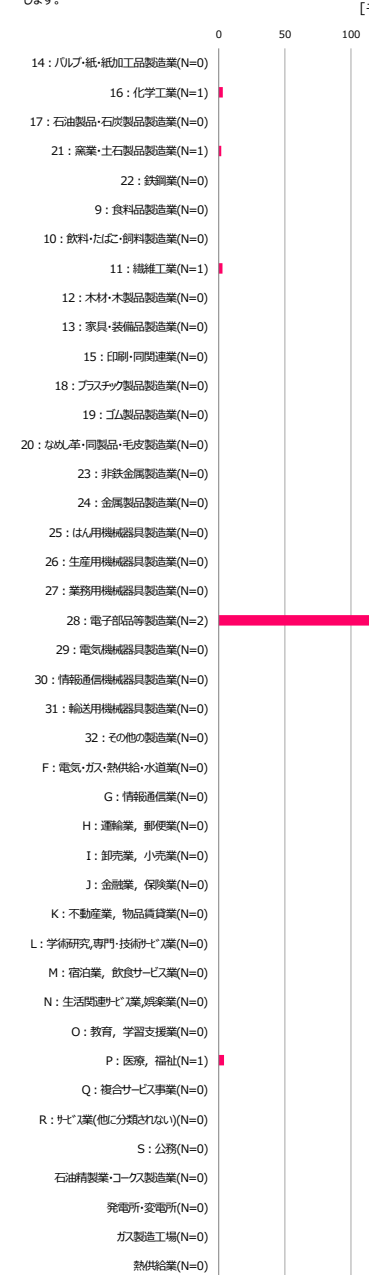 します。
0 50 100
14：パルプ・紙・紙加工品製造業(N=0)
16：化学工業(N=1)
17：石油製品・石炭製品製造業(N=0)
21：窯業・土石製品製造業(N=1)
22：鉄鋼業(N=0)
9：食料品製造業(N=0)
10：飲料・たばこ・飼料製造業(N=0)
11：繊維工業(N=1)
12：木材・木製品製造業(N=0)
13：家具・装備品製造業(N=0)
15：印刷・同関連業(N=0)
18：プラスチック製品製造業(N=0)
19：ゴム製品製造業(N=0)
20：なめし革・同製品・毛皮製造業(N=0)
23：非鉄金属製造業(N=0)
24：金属製品製造業(N=0)
25：はん用機械器具製造業(N=0)
26：生産用機械器具製造業(N=0)
27：業務用機械器具製造業(N=0)
28：電子部品等製造業(N=2)
29：電気機械器具製造業(N=0)
30：情報通信機械器具製造業(N=0)
31：輸送用機械器具製造業(N=0)
32：その他の製造業(N=0)
F：電気・ガス・熱供給・水道業(N=0)
G：情報通信業(N=0)
H：運輸業，郵便業(N=0)
I：卸売業，小売業(N=0)
J：金融業，保険業(N=0)
K：不動産業，物品賃貸業(N=0)
L：学術研究,専門・技術ｻｰﾋﾞｽ業(N=0)
M：宿泊業，飲食サービス業(N=0)
N：生活関連ｻｰﾋﾞｽ業,娯楽業(N=0)
O：教育，学習支援業(N=0)
P：医療，福祉(N=1)
Q：複合サービス事業(N=0)
R：ｻｰﾋﾞｽ業(他に分類されない)(N=0)
S：公務(N=0)
石油精製業・コークス製造業(N=0)
発電所・変電所(N=0)
ガス製造工場(N=0)
熱供給業(N=0)